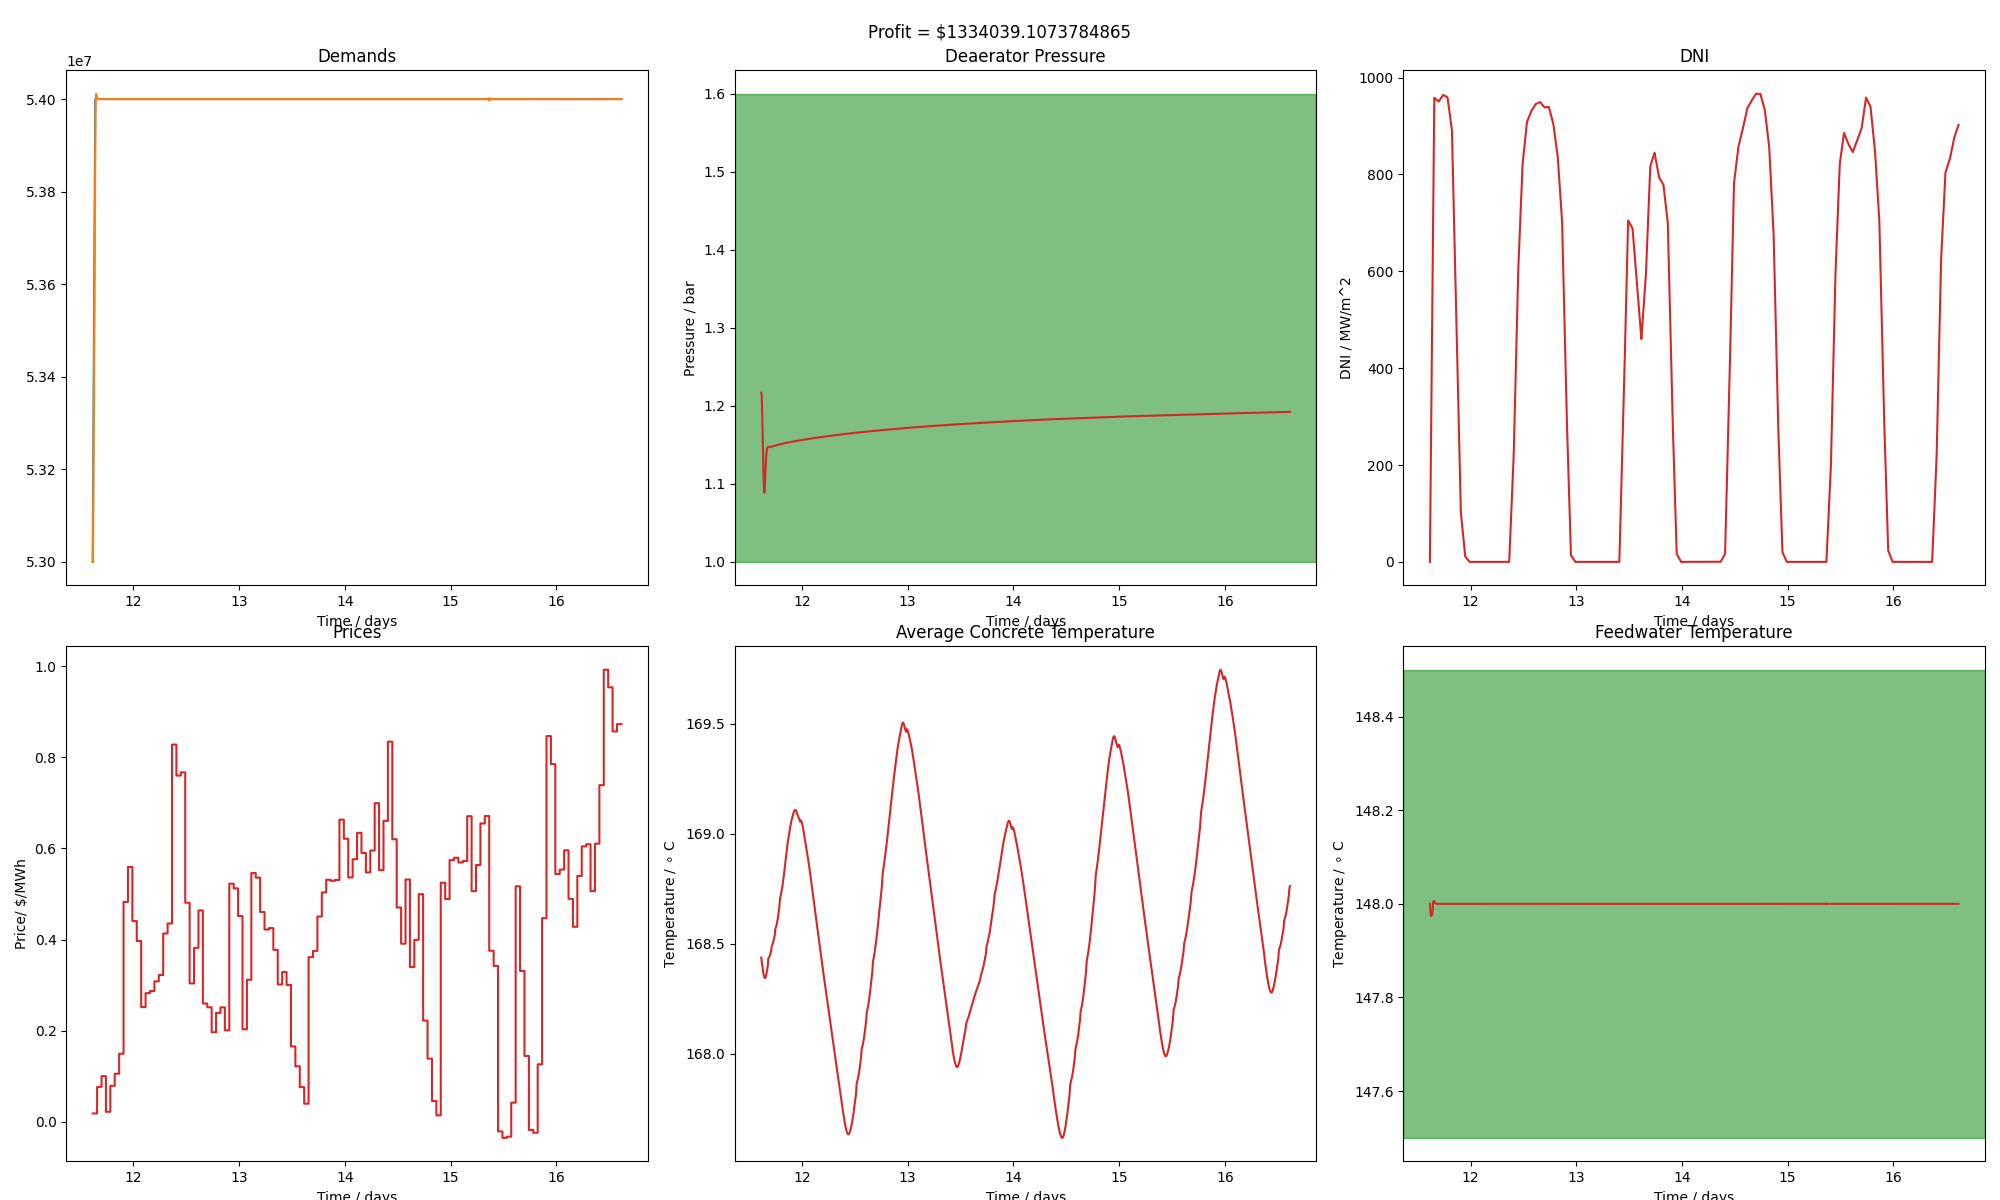 Profit = $1334039.1073784865
Demands
1e7
5.40
5.38
5.36
5.34
5.32
5.30
12 13 14 15 16
Time / days
Deaerator Pressure
Pressure / bar
1.6
1.5
1.4
1.3
1.2
1.1
1.0
12 13 14 15 16
Time / days
DNI
DNI / MW/m^2
1000
800
600
400
200
0
12 13 14 15 16
Time / days
Prices
Price/ $/MWh
1.0
0.8
0.6
0.4
0.2
0.0
12 13 14 15 16
Time / days
Average Concrete Temperature
Temperature / ∘ C
169.5
169.0
168.5
168.0
12 13 14 15 16
Time / days
Feedwater Temperature
Temperature / ∘ C
148.4
148.2
148.0
147.8
147.6
12 13 14 15 16
Time / days